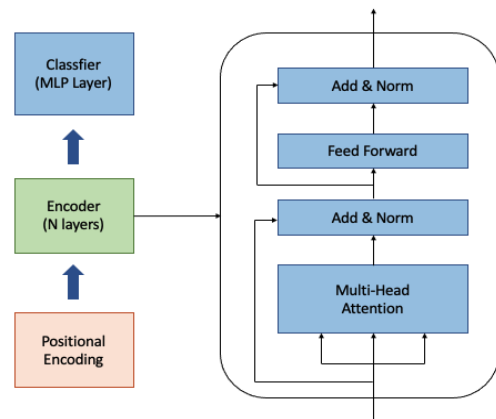 Classfier
(MLP Layer)
Encoder
(N layers)
Positional
Encoding
Add & Norm
Feed Forward
Add & Norm
Multi-Head
Attention